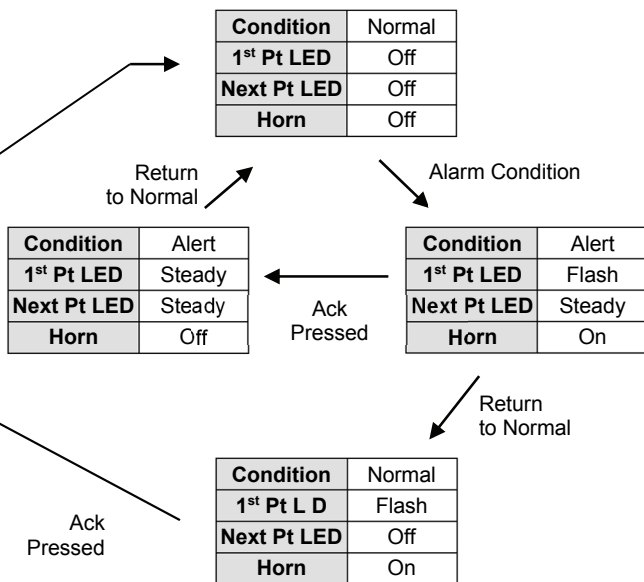 Condition Normal
1st Pt LED Off
Next Pt LED Off
Horn Off
Return
to Normal
Alarm Condition
Condition Alert
1st Pt LED Steady
Next Pt LED Steady
Horn Off
Ack
Pressed
Condition Alert
1st Pt LED Flash
Next Pt LED Steady
Horn On
Return
to Normal
Condition Normal
1st Pt L D Flash
Next Pt LED Off
Horn On
Ack
Pressed